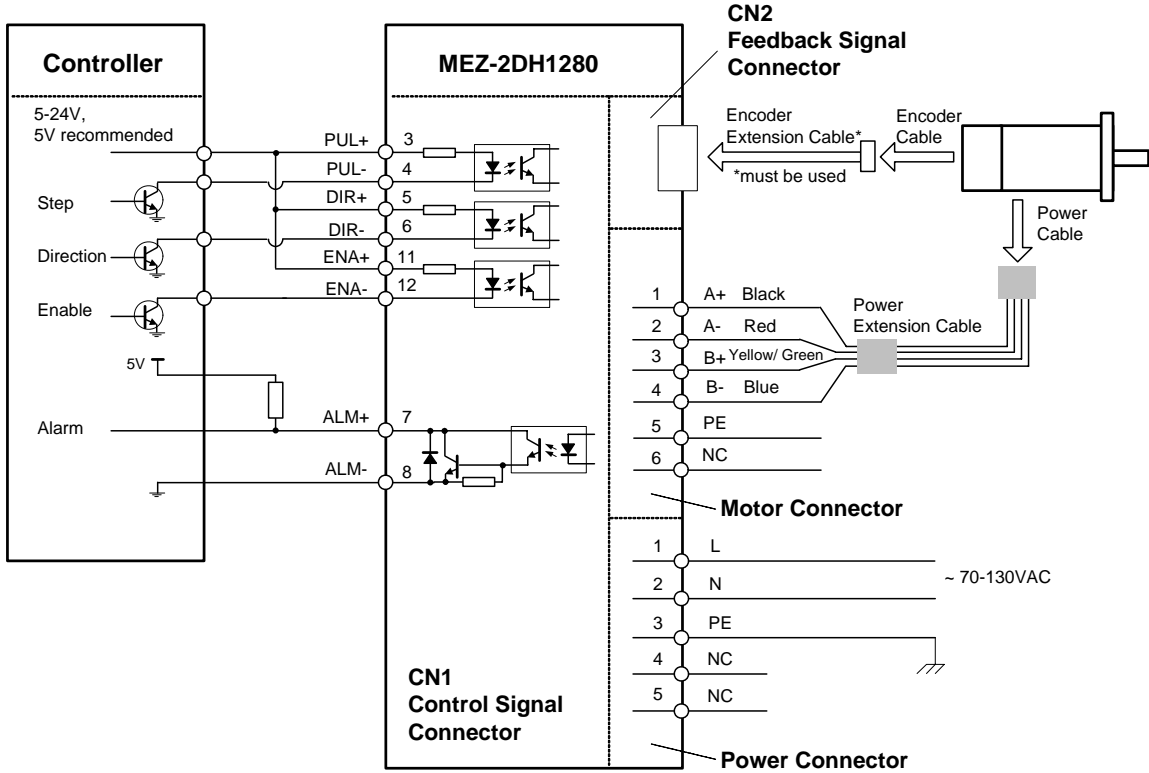 CN2
Feedback Signal
Connector
Controller
MEZ-2DH1280
5-24V,
5V recommended
PUL+ 3
PUL- 4
DIR+ 5
DIR- 6
ENA+ 11
ENA- 12
Step
Direction
Enable
5V
Alarm
ALM+ 7
ALM- 8
Encoder
Extension Cable*
*must be used
Encoder
Cable
Power
Cable
1 A+ Black
2 A- Red
3 B+ Yellow/ Green
4 B- Blue
5 PE
6 NC
Power
Extension Cable
Motor Connector
1 L
2 N
3 PE
4 NC
5 NC
~ 70-130VAC
CN1
Control Signal
Connector
Power Connector